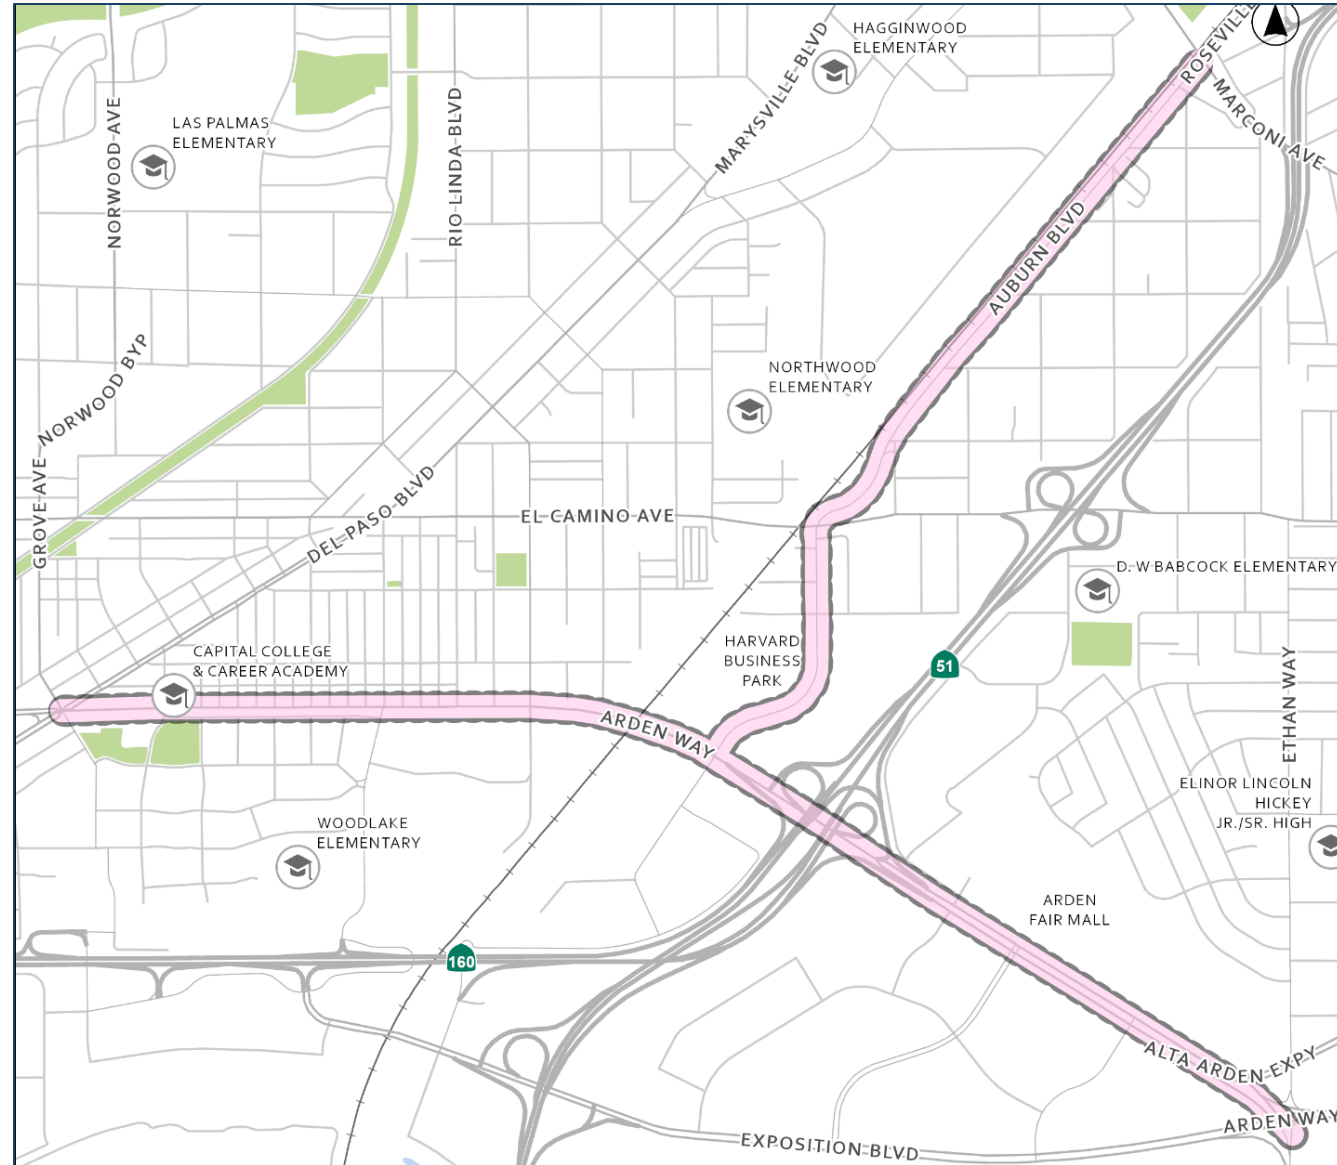 HAGGINWOOD
ELEMENTARY
ROSEVILLE
MARYSVILLE BLVD
MARCONI AVE
LAS PALMAS
ELEMENTARY
NORWOOD AVE
RIO LINDA BLVD
AUBURN BLVD
NORWOOD BYP
NORTHWOOD
ELEMENTARY
GROVE AVE
DEL PASO BLVD
EL CAMINO AVE
D. W BABCOCK ELEMENTARY
CAPITAL COLLEGE
& CAREER ACADEMY
HARVARD
BUSINESS
PARK
51
ETHAN WAY
ARDEN WAY
ELINOR LINCOLN
HICKEY
JR./SR. HIGH
WOODLAKE
ELEMENTARY
ARDEN
FAIR MALL
160
ALTA ARDEN EXPY
ARDEN WAY
EXPOSITION BLVD